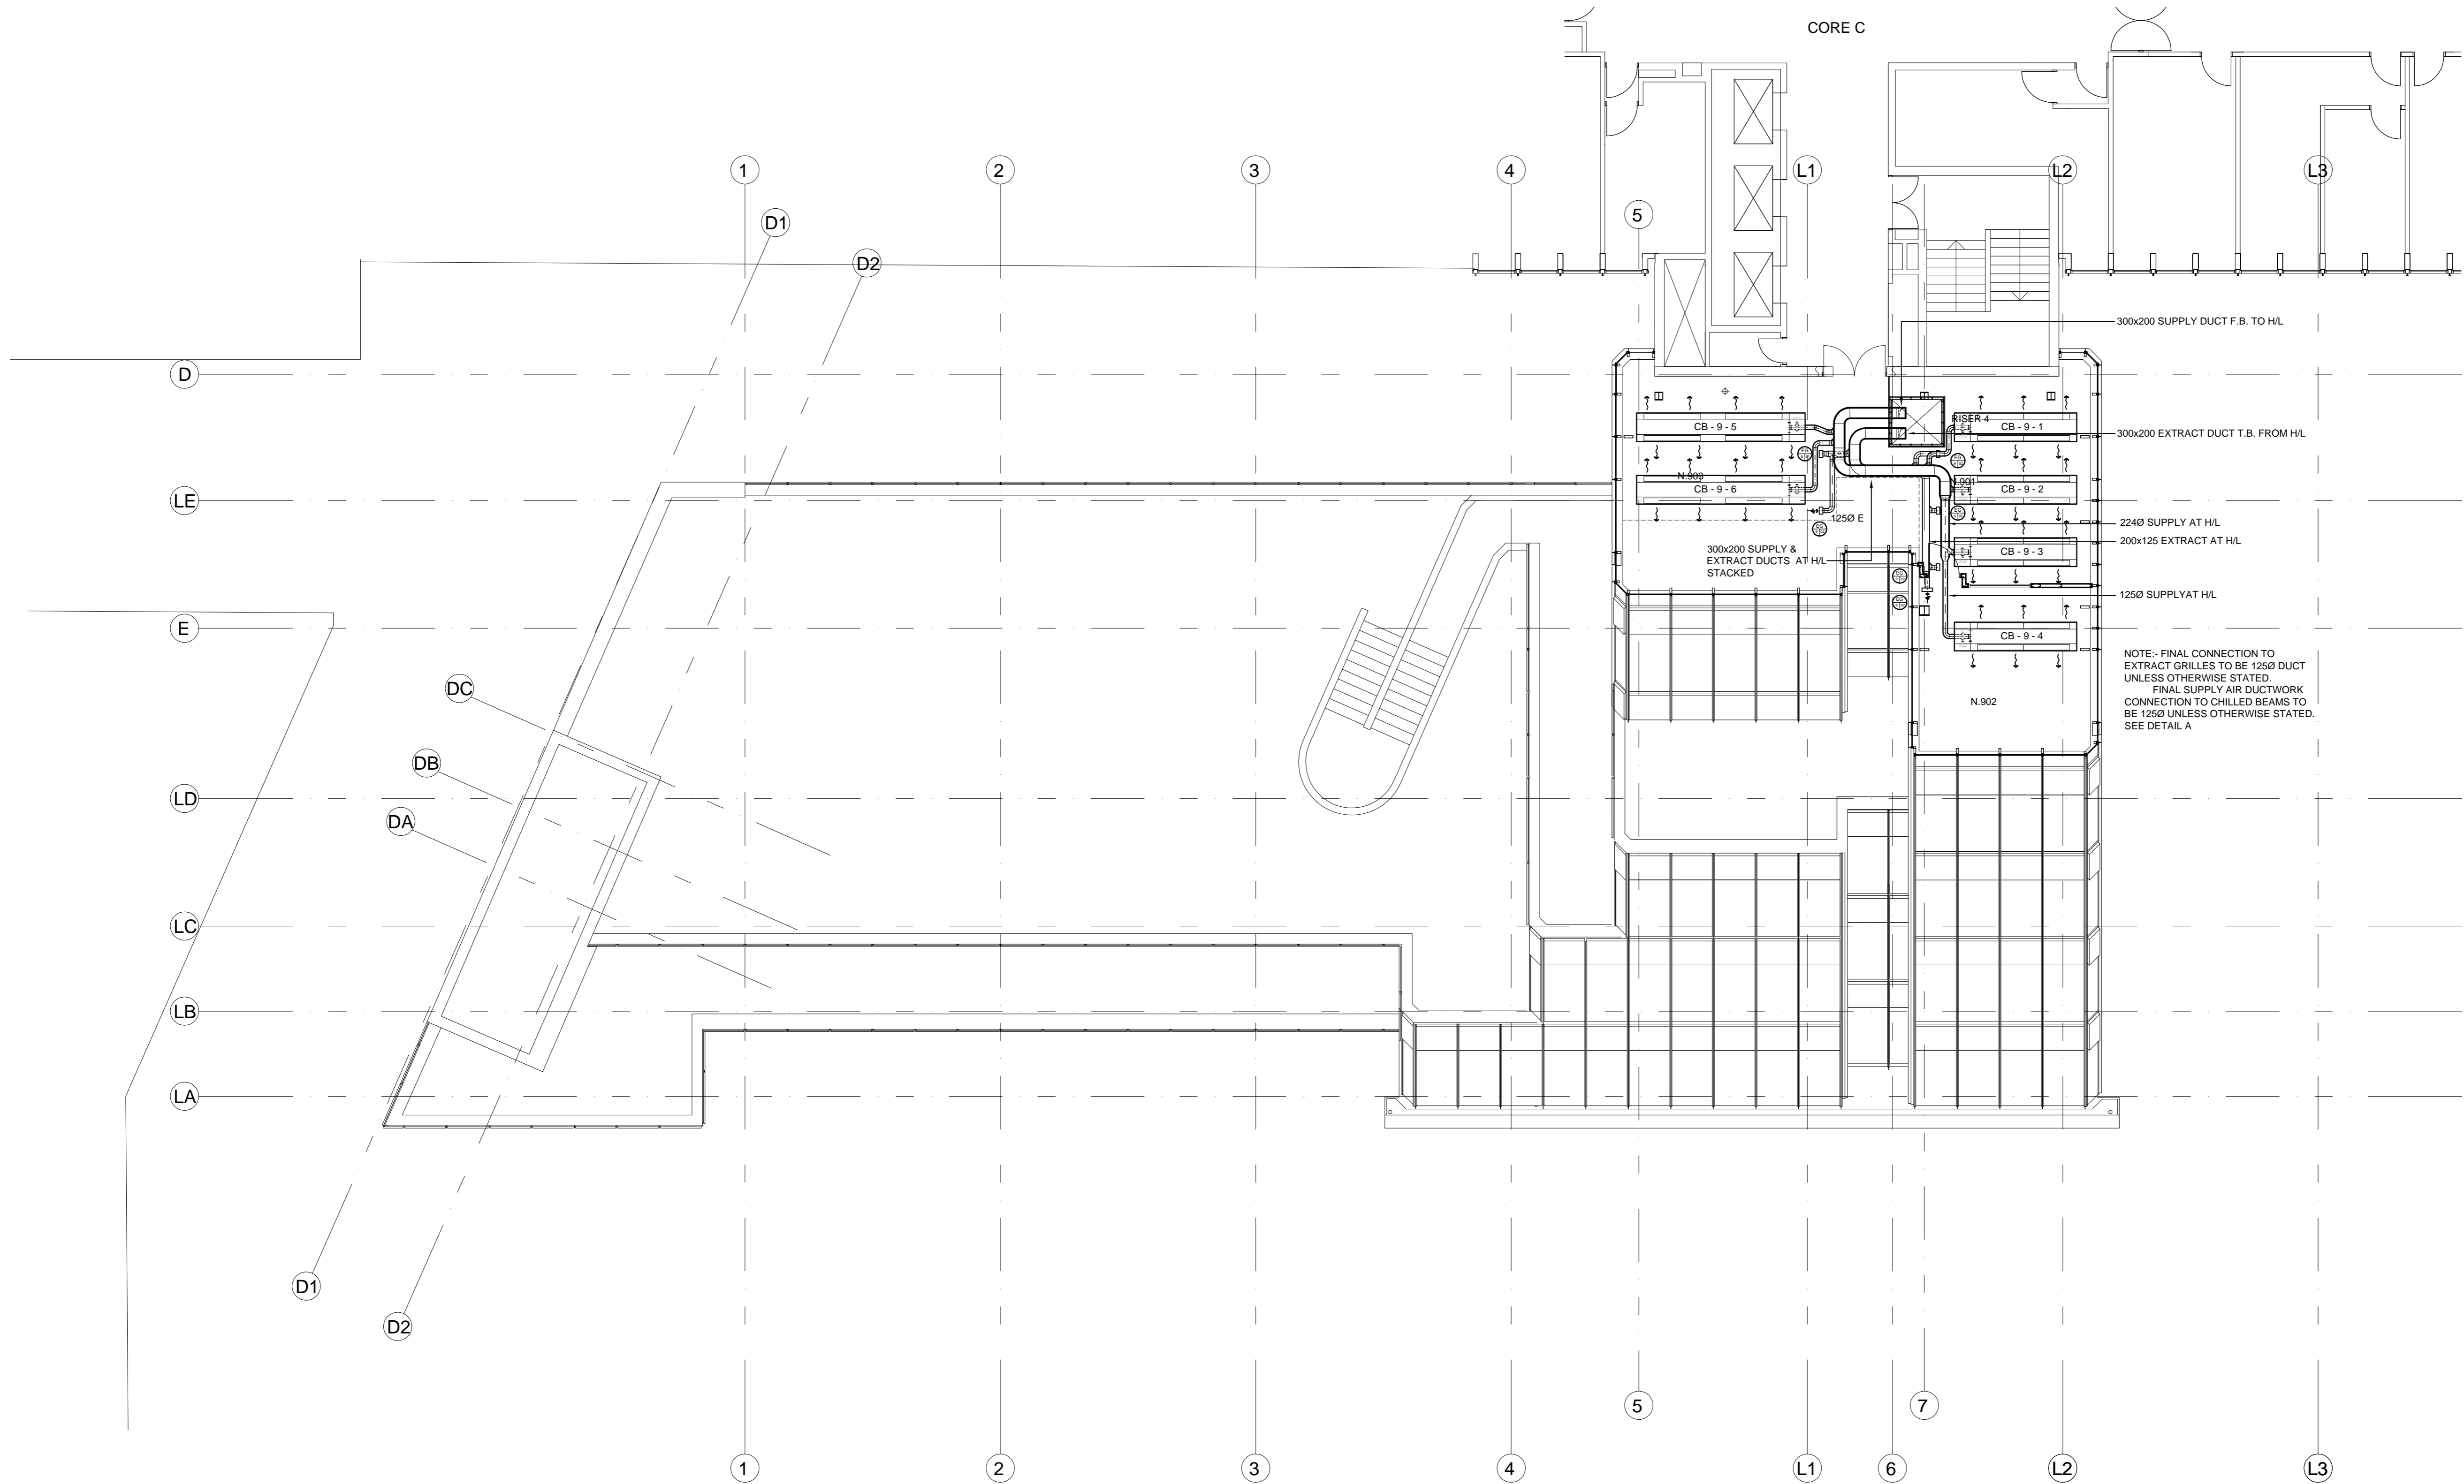 CORE C
1
2
3
4
L1
L2
L3
5
D1
D2
D
LE
E
DC
DB
DA
LD
LC
LB
LA
300x200 SUPPLY DUCT F.B. TO H/L
300x200 EXTRACT DUCT T.B. FROM H/L
RISER 4
CB - 9 - 5
CB - 9 - 1
N.903
CB - 9 - 6
N.901
CB - 9 - 2
125Ø E
224Ø SUPPLY AT H/L
200x125 EXTRACT AT H/L
300x200 SUPPLY &
EXTRACT DUCTS AT H/L
STACKED
CB - 9 - 3
125Ø SUPPLYAT H/L
CB - 9 - 4
NOTE:- FINAL CONNECTION TO
EXTRACT GRILLES TO BE 125Ø DUCT
UNLESS OTHERWISE STATED.
FINAL SUPPLY AIR DUCTWORK
CONNECTION TO CHILLED BEAMS TO
BE 125Ø UNLESS OTHERWISE STATED.
SEE DETAIL A
N.902
D1
D2
5
7
1
2
3
4
L1
6
L2
L3